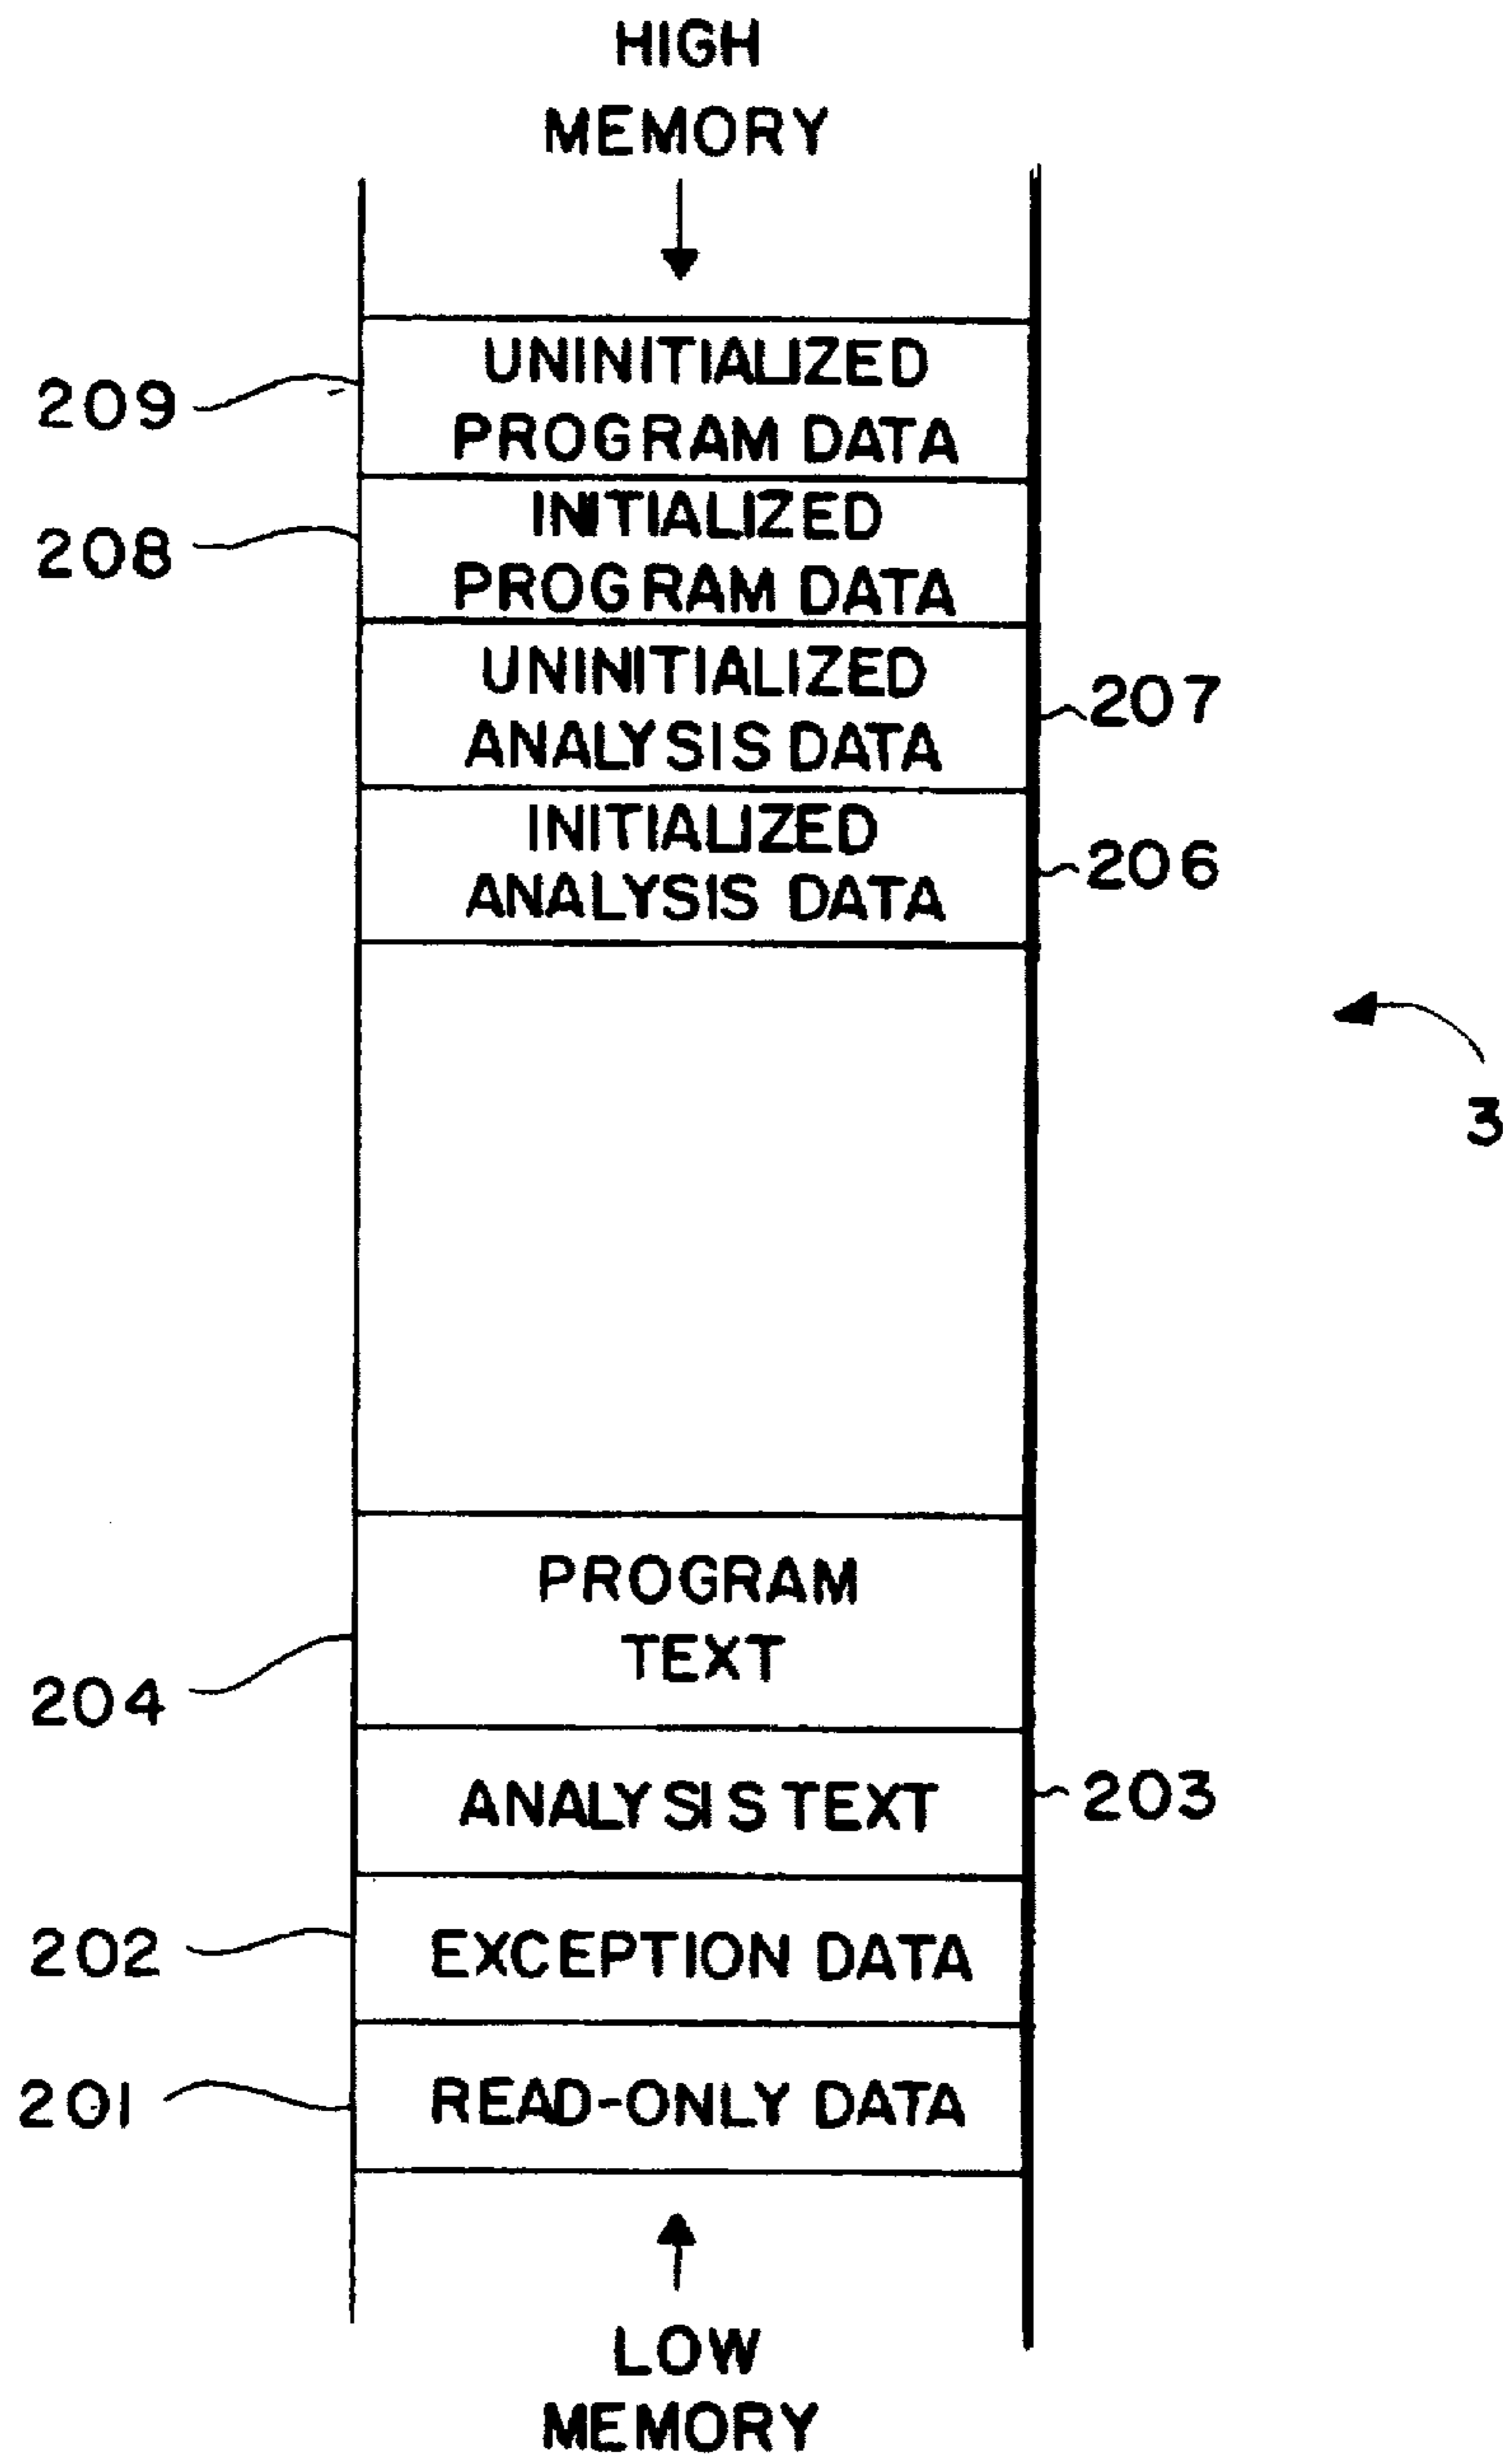 HIGH
MEMORY
209
UNINITIALIZED
PROGRAM DATA
208
INITIALIZED
PROGRAM DATA
UNINITIALIZED
ANALYSIS DATA
207
INITIALIZED
ANALYSIS DATA
206
3
PROGRAM
TEXT
204
ANALYSIS TEXT
203
202
EXCEPTION DATA
201
READ-ONLY DATA
LOW
MEMORY